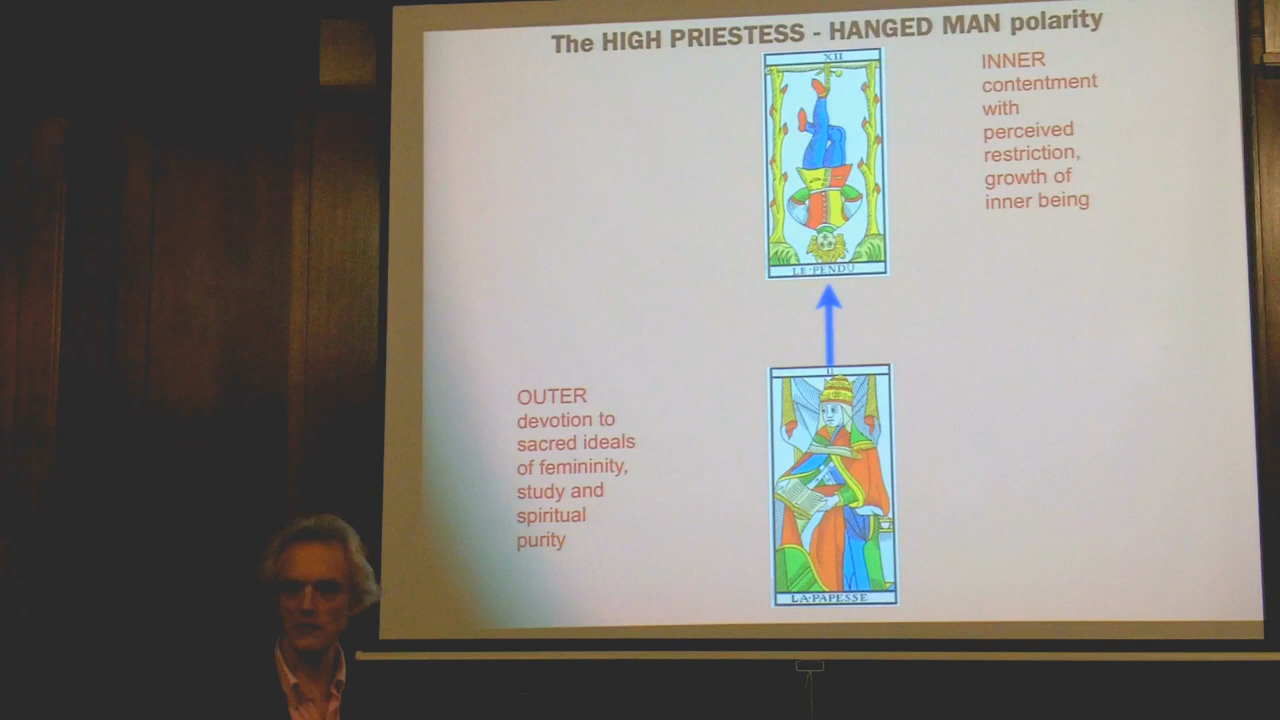 The HIGH PRIESTESS - HANGED MAN polarity
XII
LE·PENDU
INNER
contentment
with
perceived
restriction,
growth of
inner being
OUTER
devotion to
sacred ideals
of femininity,
study and
spiritual
purity
II
LA·PAPESSE